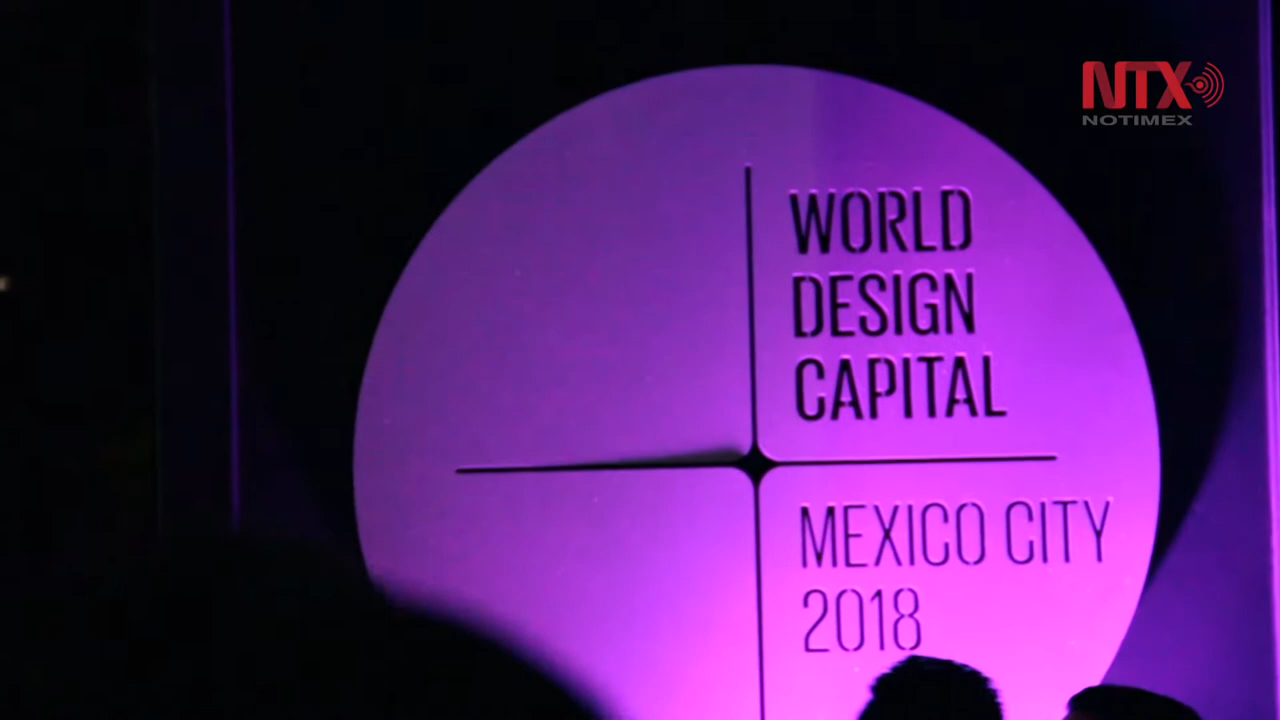 NTX
NOTIMEX
WORLD
DESIGN
CAPITAL
MEXICO CITY
2018